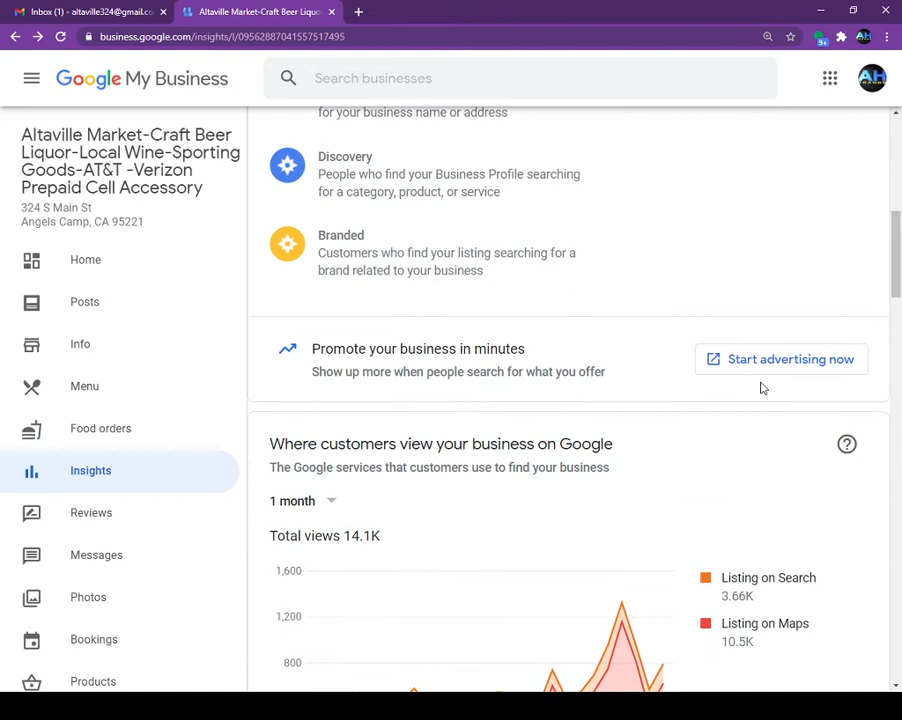 Inbox (1) - altaville324@gmail.co
Altaville Market-Craft Beer Liquo
business.google.com/insights/l/09562887041557517495
9+
AH
Google My Business
Search businesses
AH
Altaville Market-Craft Beer
Liquor-Local Wine-Sporting
Goods-AT&T -Verizon
Prepaid Cell Accessory
324 S Main St
Angels Camp, CA 95221
Home
Posts
Info
Menu
Food orders
Insights
Reviews
Messages
Photos
Bookings
Products
for your business name or address
Discovery
People who find your Business Profile searching
for a category, product, or service
Branded
Customers who find your listing searching for a
brand related to your business
Promote your business in minutes
Show up more when people search for what you offer
Start advertising now
Where customers view your business on Google
The Google services that customers use to find your business
1 month
Total views 14.1K
1,600
1,200
800
Listing on Search
3.66K
Listing on Maps
10.5K